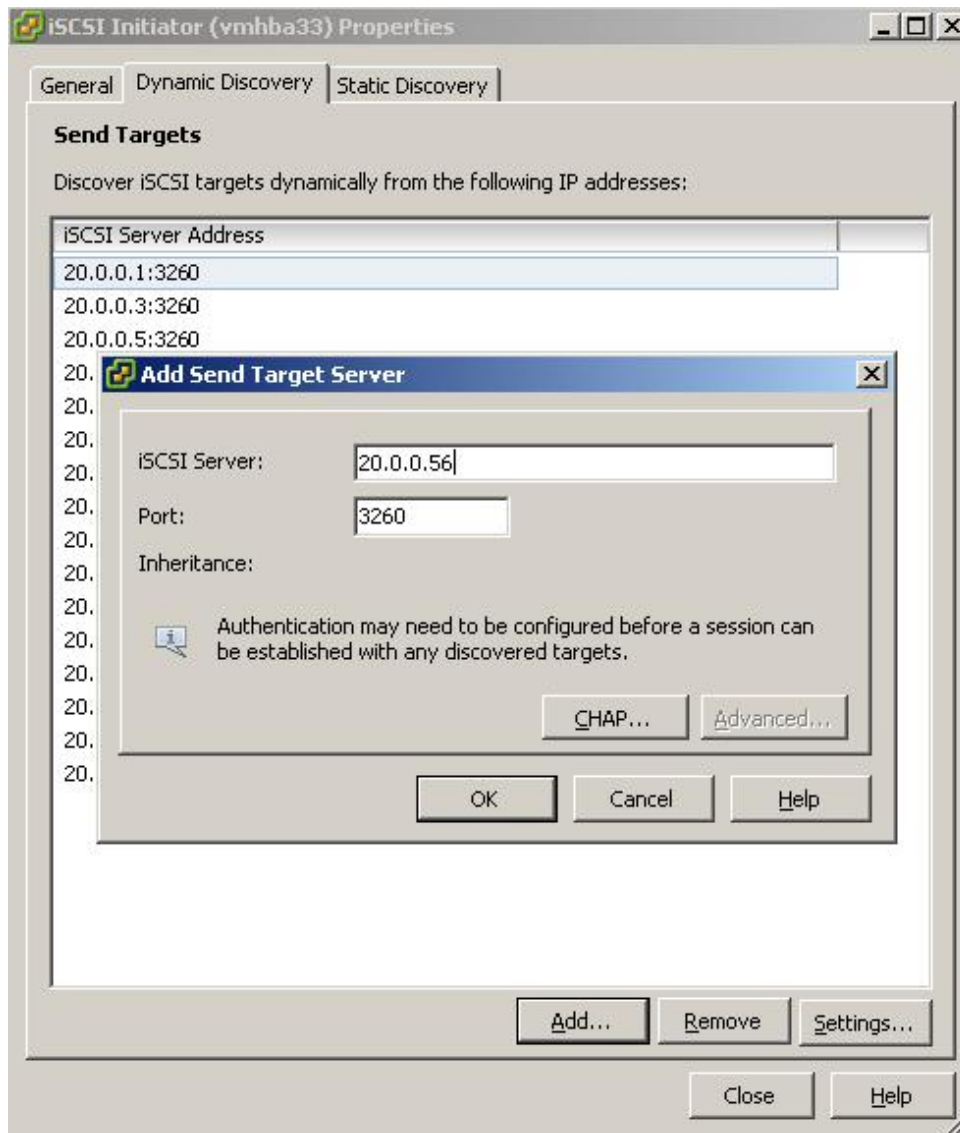 iSCSI Initiator (vmhba33) Properties
General Dynamic Discovery Static Discovery
Send Targets
Discover iSCSI targets dynamically from the following IP addresses:
iSCSI Server Address
20.0.0.1:3260
20.0.0.3:3260
20.0.0.5:3260
20.
20.
20.
20.
20.
20.
20.
20.
20.
20.
20.
20.
20.
Add Send Target Server
iSCSI Server: 20.0.0.56
Port: 3260
Inheritance:
Authentication may need to be configured before a session can
be established with any discovered targets.
CHAP... Advanced...
OK Cancel Help
Add... Remove Settings...
Close Help